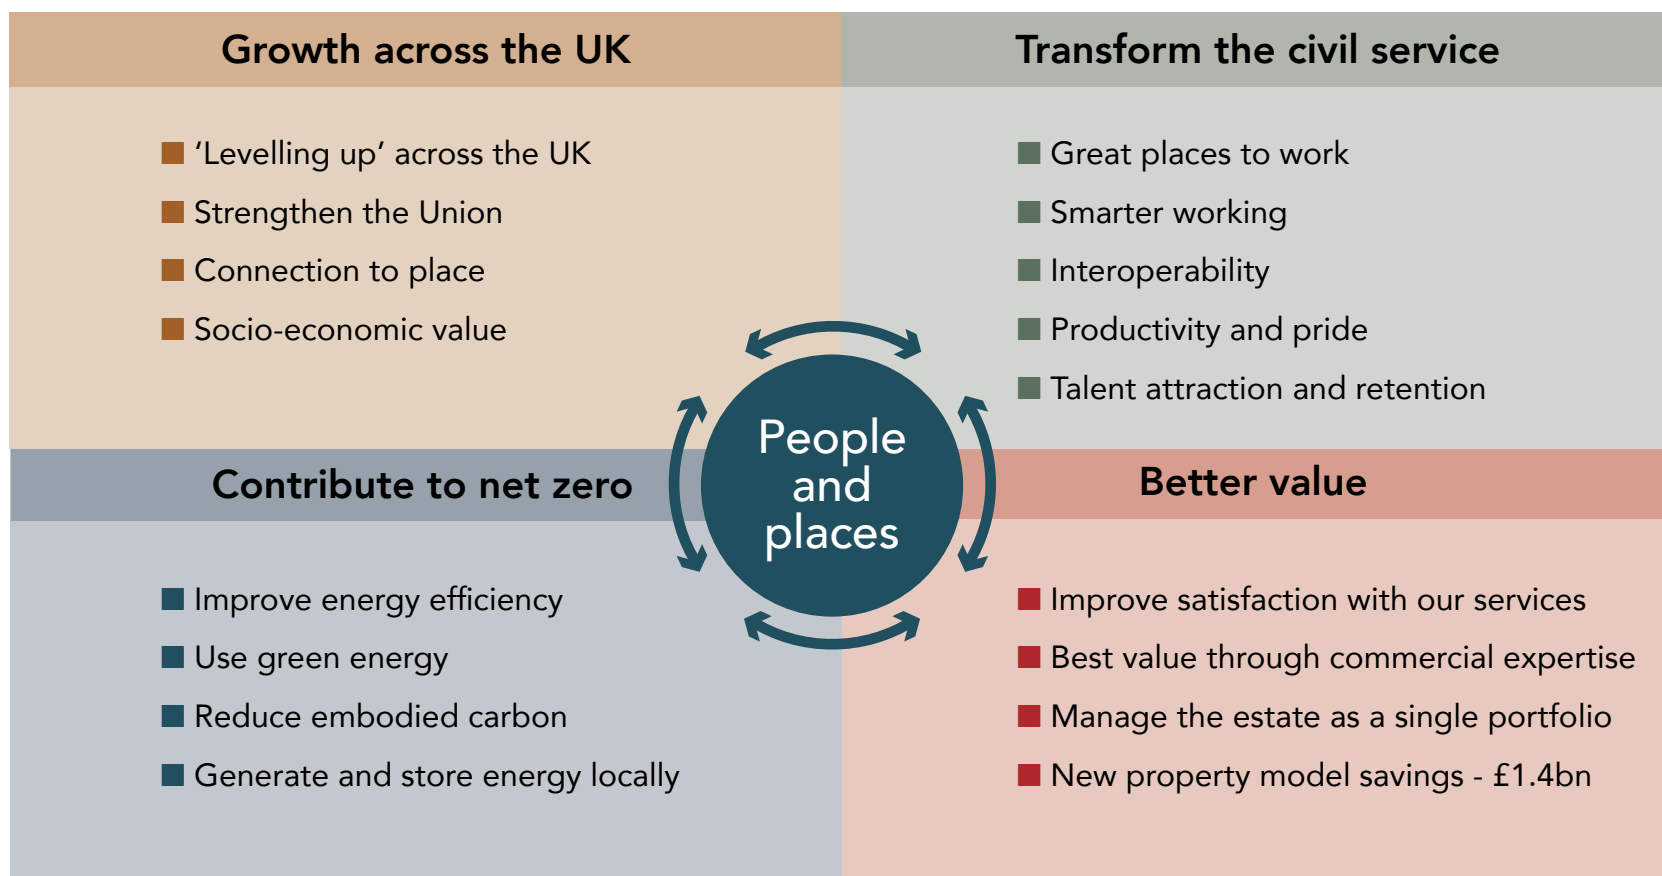 Growth across the UK
‘Levelling up’ across the UK
Strengthen the Union
Connection to place
Socio-economic value
Transform the civil service
Great places to work
Smarter working
Interoperability
Productivity and pride
Talent attraction and retention
People
and
places
Contribute to net zero
Improve energy efficiency
Use green energy
Reduce embodied carbon
Generate and store energy locally
Better value
Improve satisfaction with our services
Best value through commercial expertise
Manage the estate as a single portfolio
New property model savings - £1.4bn